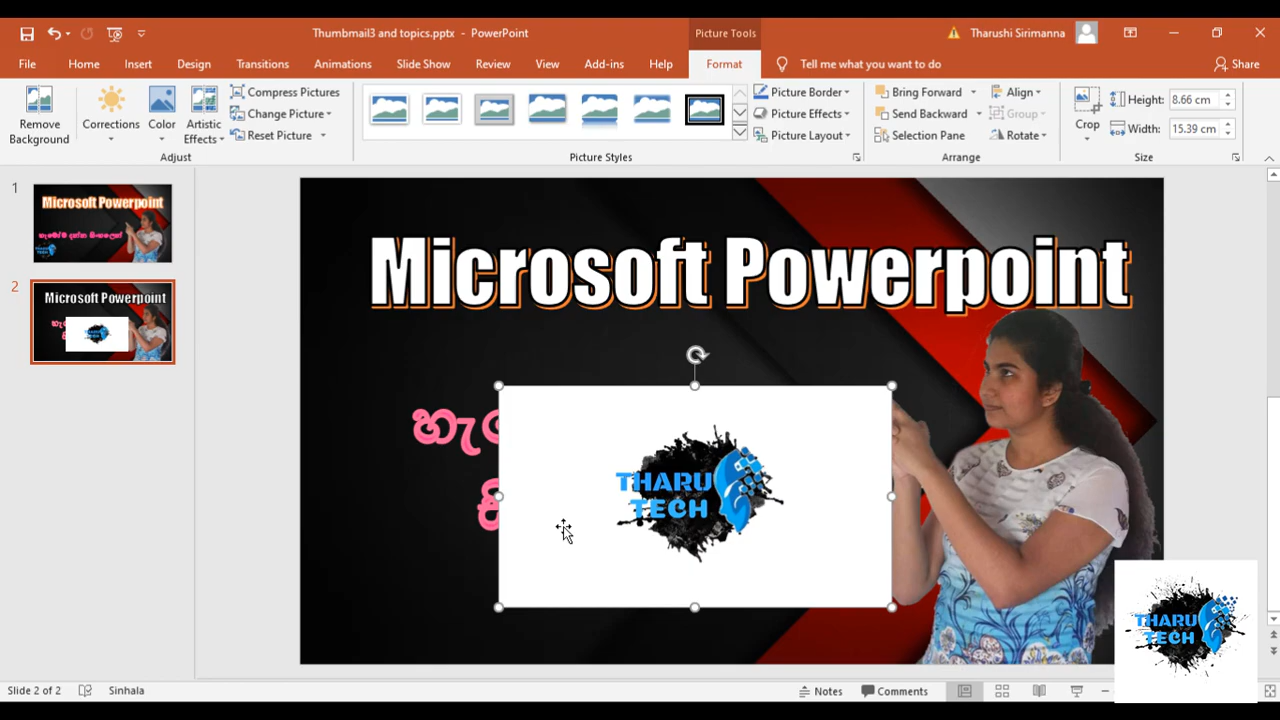 Thumbmail3 and topics.pptx - PowerPoint
Picture Tools
Tharushi Sirimanna
File Home Insert Design Transitions Animations Slide Show Review View Add-ins Help Format Tell me what you want to do Share
Remove Background
Corrections
Color
Artistic Effects
Compress Pictures
Change Picture
Reset Picture
Picture Border
Picture Effects
Picture Layout
Bring Forward
Send Backward
Selection Pane
Align
Group
Rotate
Crop
Height: 8.66 cm
Width: 15.39 cm
Adjust
Picture Styles
Arrange
Size
1
Microsoft Powerpoint
හැමෝම දන්න සිංහලෙන්
2
Microsoft Powerpoint
Microsoft Powerpoint
THARU
TECH
THARU
TECH
Slide 2 of 2
Sinhala
Notes
Comments